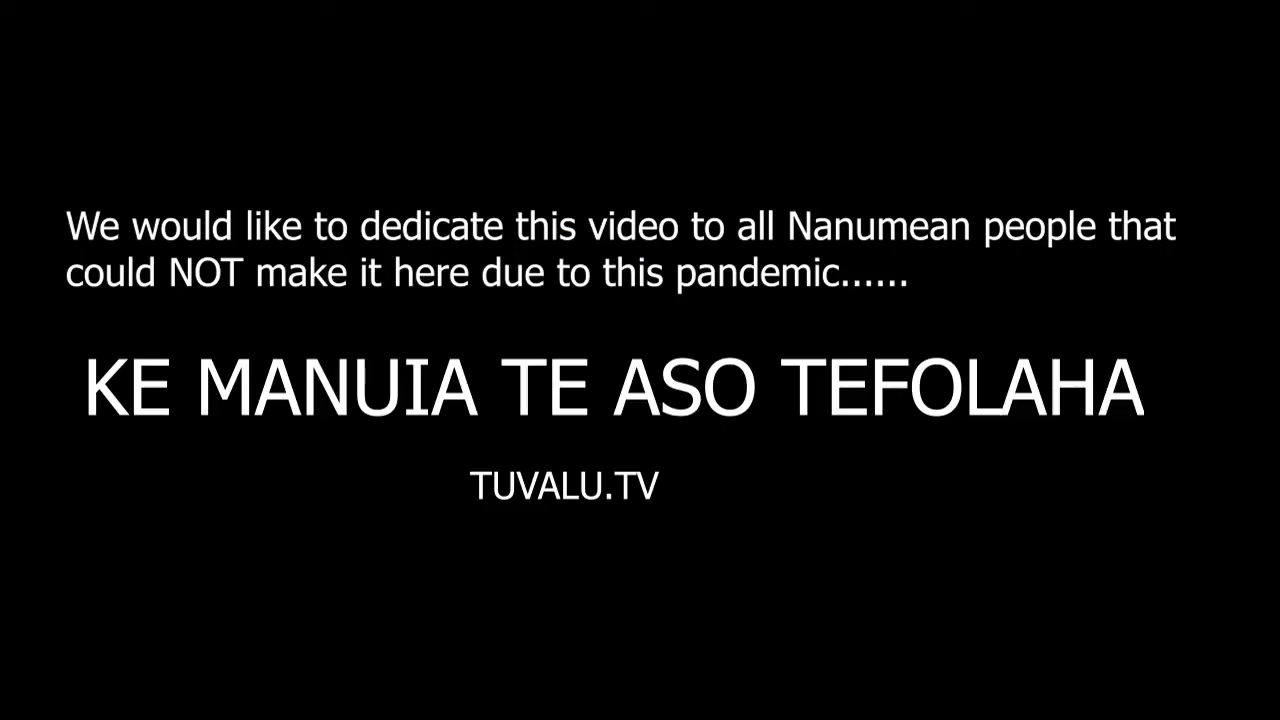 We would like to dedicate this video to all Nanumean people that
could NOT make it here due to this pandemic......
KE MANUIA TE ASO TEFOLAHA
TUVALU.TV